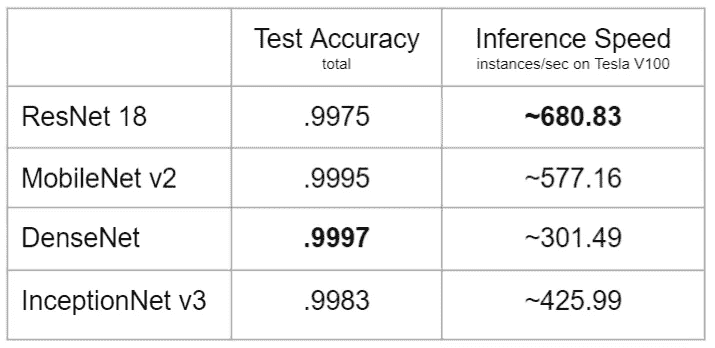 Test Accuracy
total
Inference Speed
instances/sec on Tesla V100
ResNet 18
.9975
~680.83
MobileNet v2
.9995
~577.16
DenseNet
.9997
~301.49
InceptionNet v3
.9983
~425.99